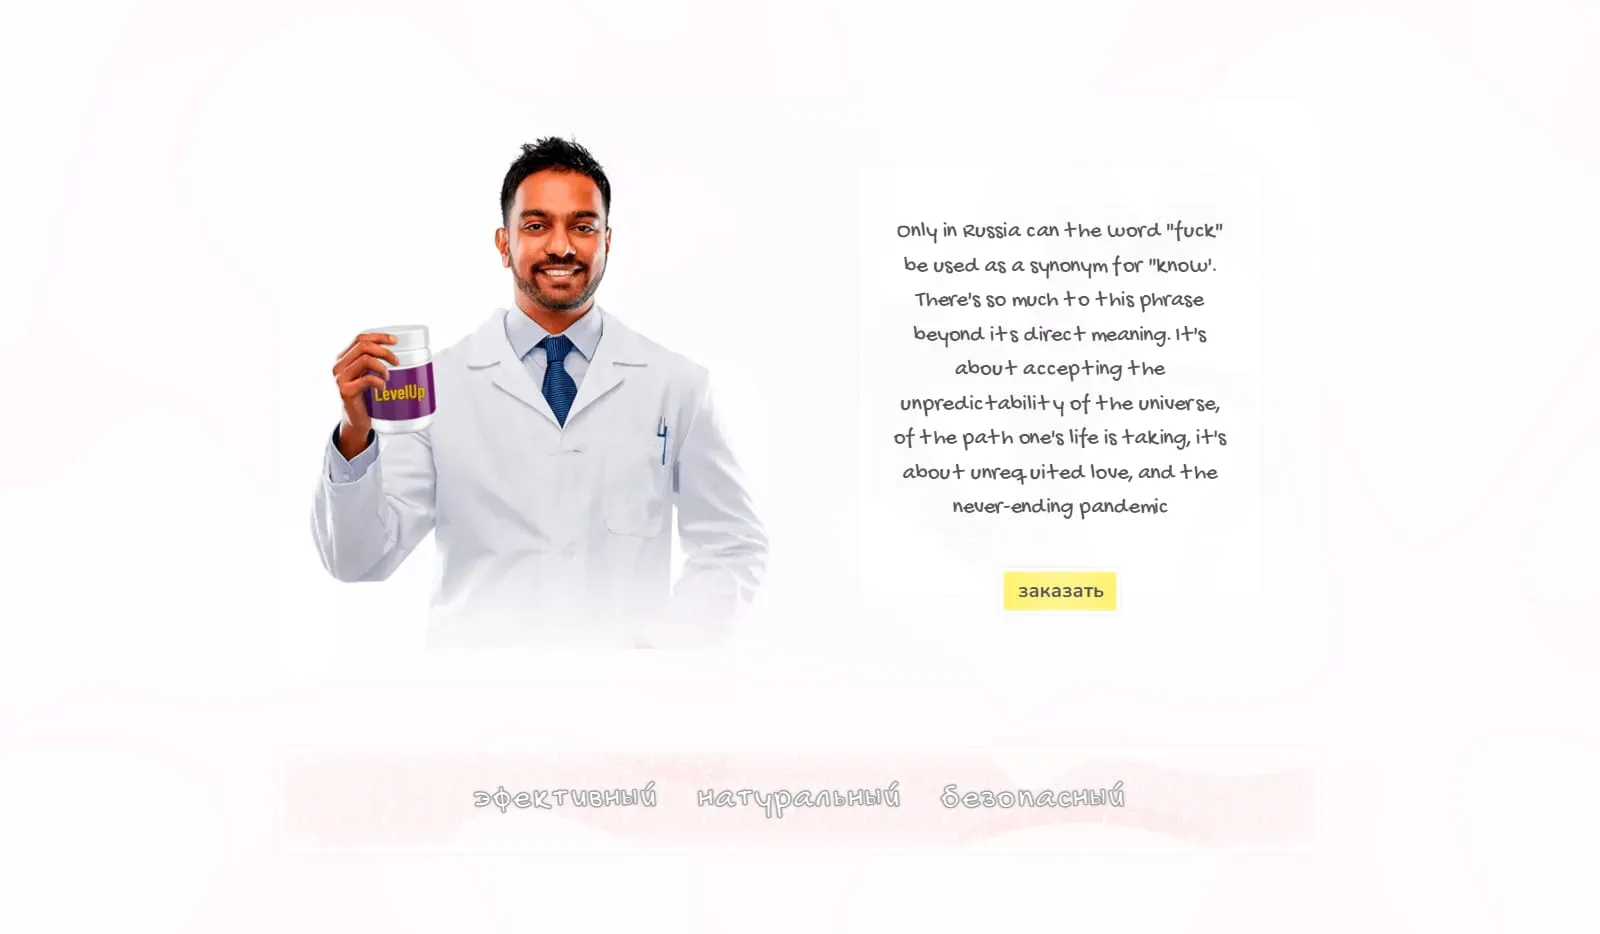 LevelUp
Only in Russia can the word "fuck"
be used as a synonym for "know'.
There's so much to this phrase
beyond its direct meaning. It's
about accepting the
unpredictability of the universe,
of the path one's life is taking, it's
about unrequited love, and the
never-ending pandemic
заказать
эфективный натуральный безопасный